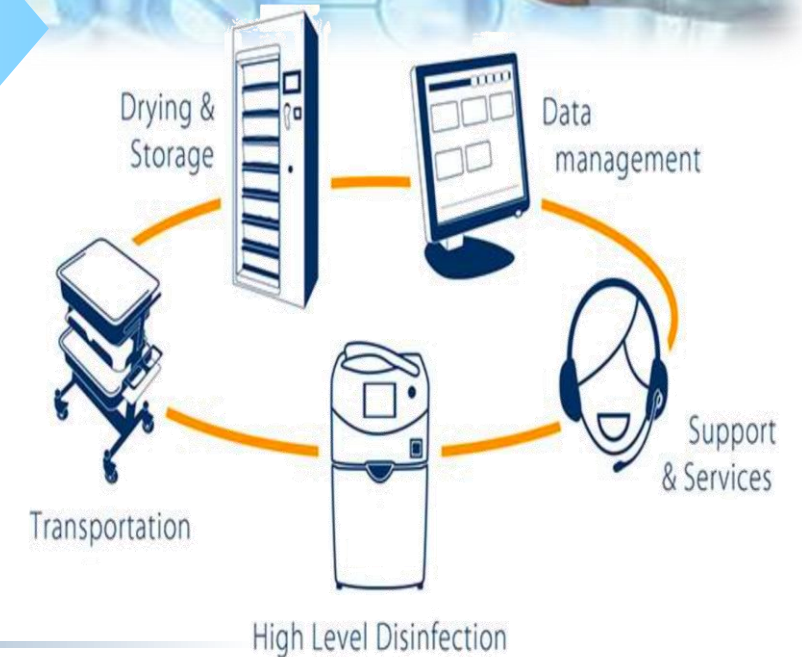 Drying &
Storage
Data
management
Support
& Services
Transportation
High Level Disinfection